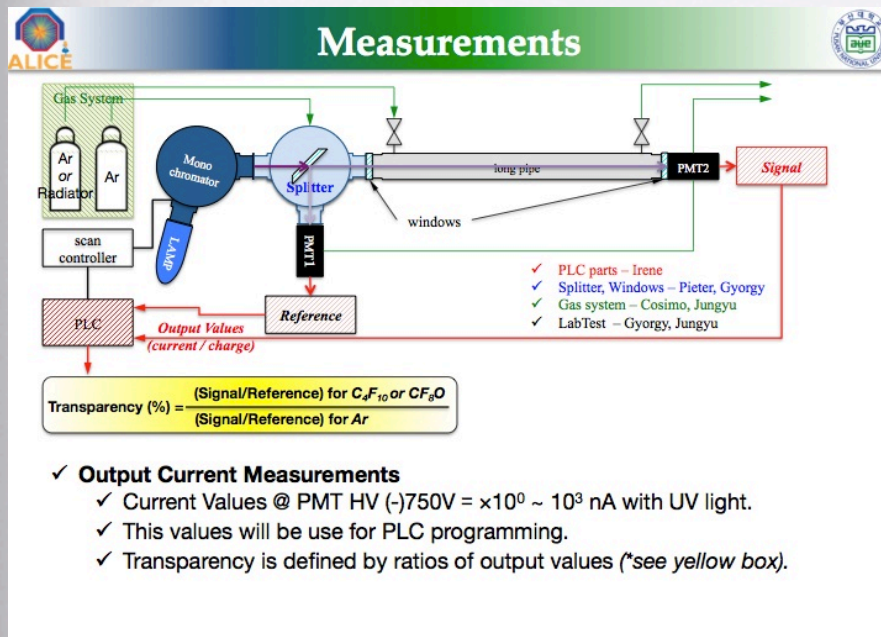 Measurements
ALICE
Gas System
Ar
or
Radiator
Ar
Mono
chromator
Splitter
long pipe
PMT2
Signal
windows
LAMP
PMT1
scan
controller
PLC
Reference
Output Values
(current / charge)
✓ PLC parts – Irene
✓ Splitter, Windows – Pieter, Gyorgy
✓ Gas system – Cosimo, Jungyu
✓ LabTest – Gyorgy, Jungyu
Transparency (%) = (Signal/Reference) for C₄F₁₀ or CF₈O
(Signal/Reference) for Ar
✓ Output Current Measurements
✓ Current Values @ PMT HV (-)750V = ×10⁰ ~ 10³ nA with UV light.
✓ This values will be use for PLC programming.
✓ Transparency is defined by ratios of output values (*see yellow box).